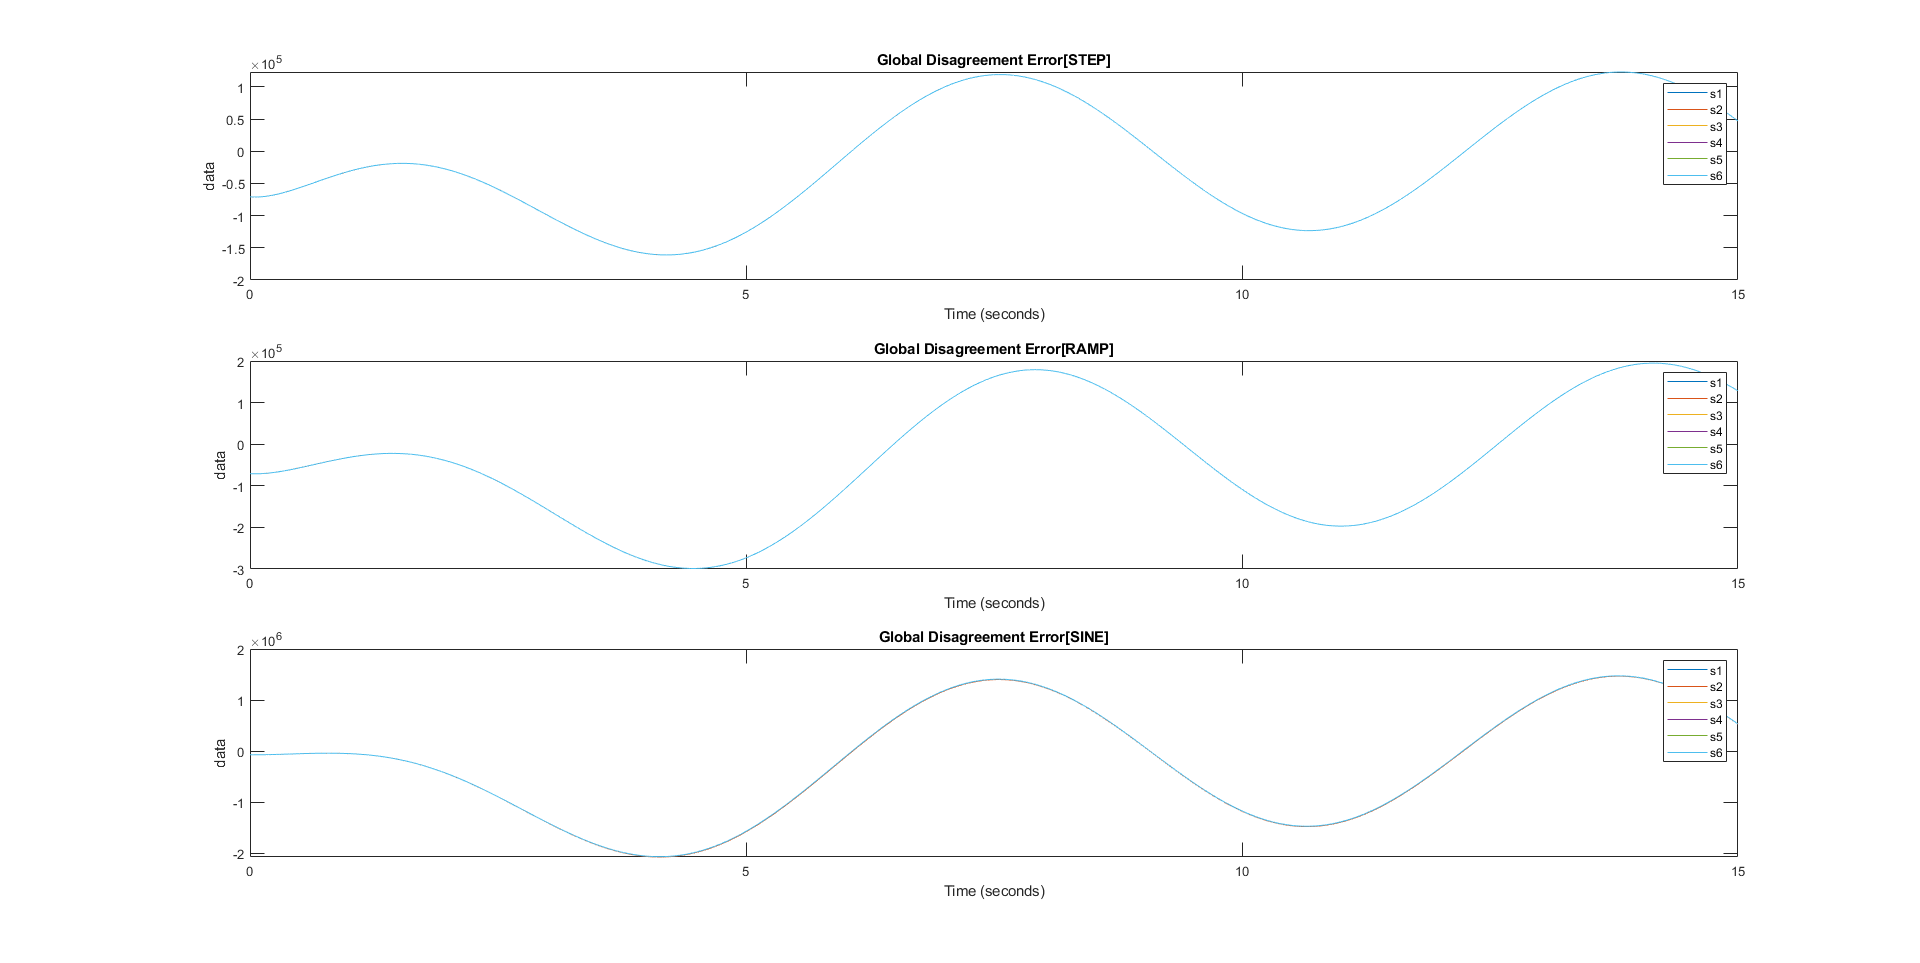 Global Disagreement Error[STEP]
×10^5
1
0.5
0
-0.5
-1
-1.5
-2
data
0 5 10 15
Time (seconds)
s1
s2
s3
s4
s5
s6
Global Disagreement Error[RAMP]
×10^5
2
1
0
-1
-2
-3
data
0 5 10 15
Time (seconds)
s1
s2
s3
s4
s5
s6
Global Disagreement Error[SINE]
×10^6
2
1
0
-1
-2
data
0 5 10 15
Time (seconds)
s1
s2
s3
s4
s5
s6